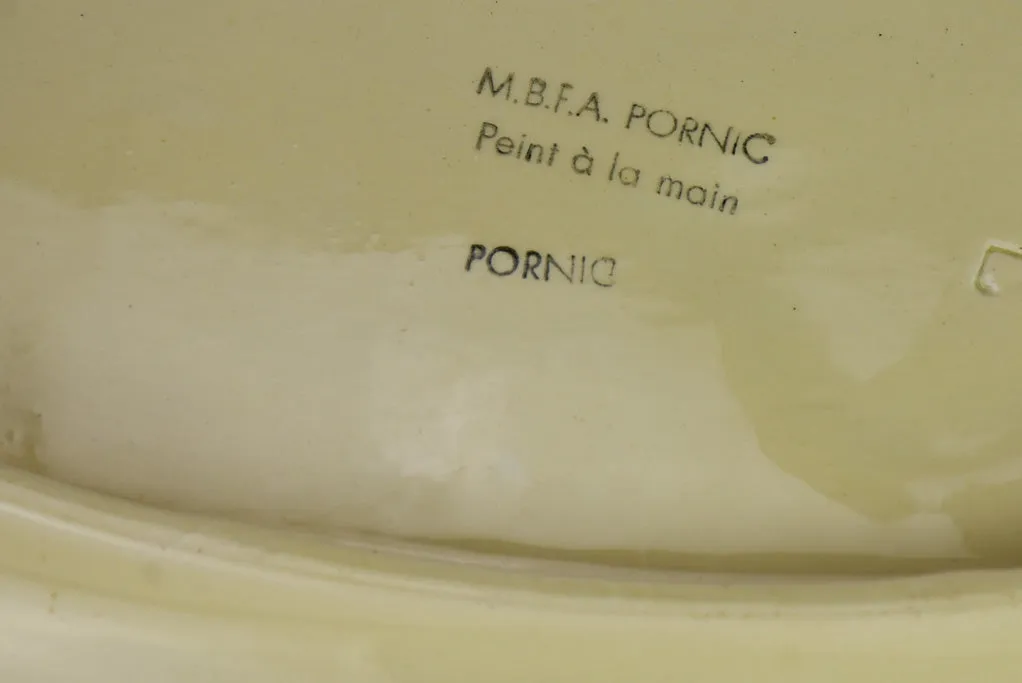 M.B.F.A. PORNIC
Peint à la main
PORNIC